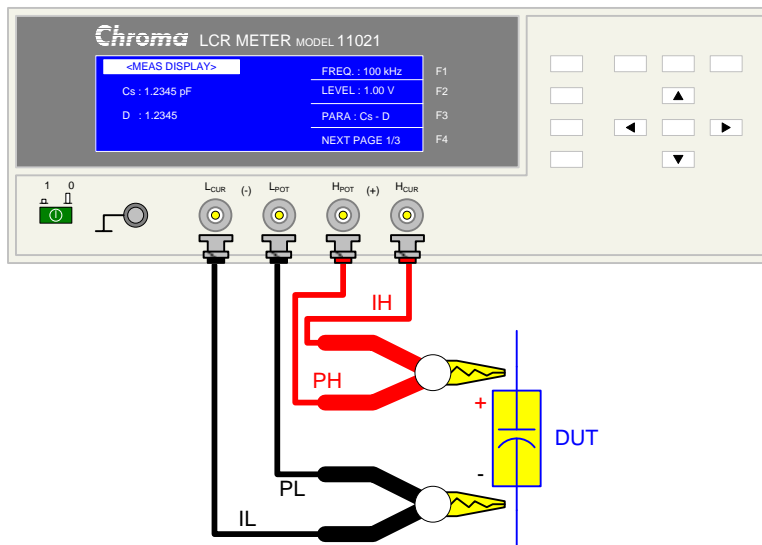 Chroma LCR METER MODEL 11021
<MEAS DISPLAY>
Cs : 1.2345 pF
D : 1.2345
FREQ. : 100 kHz F1
LEVEL : 1.00 V F2
PARA : Cs - D F3
NEXT PAGE 1/3 F4
1 0
LCUR (-) LPOT HPOT (+) HCUR
IH
PH
+
DUT
-
PL
IL